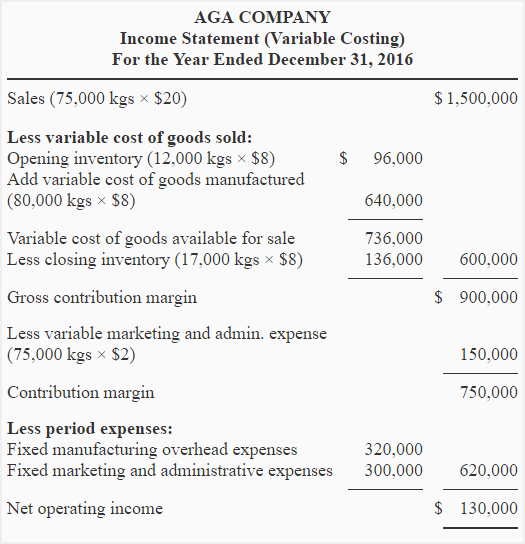 AGA COMPANY
Income Statement (Variable Costing)
For the Year Ended December 31, 2016
Sales (75,000 kgs × $20) $ 1,500,000
Less variable cost of goods sold:
Opening inventory (12,000 kgs × $8) $ 96,000
Add variable cost of goods manufactured
(80,000 kgs × $8) 640,000
Variable cost of goods available for sale 736,000
Less closing inventory (17,000 kgs × $8) 136,000 600,000
Gross contribution margin $ 900,000
Less variable marketing and admin. expense
(75,000 kgs × $2) 150,000
Contribution margin 750,000
Less period expenses:
Fixed manufacturing overhead expenses 320,000
Fixed marketing and administrative expenses 300,000 620,000
Net operating income $ 130,000